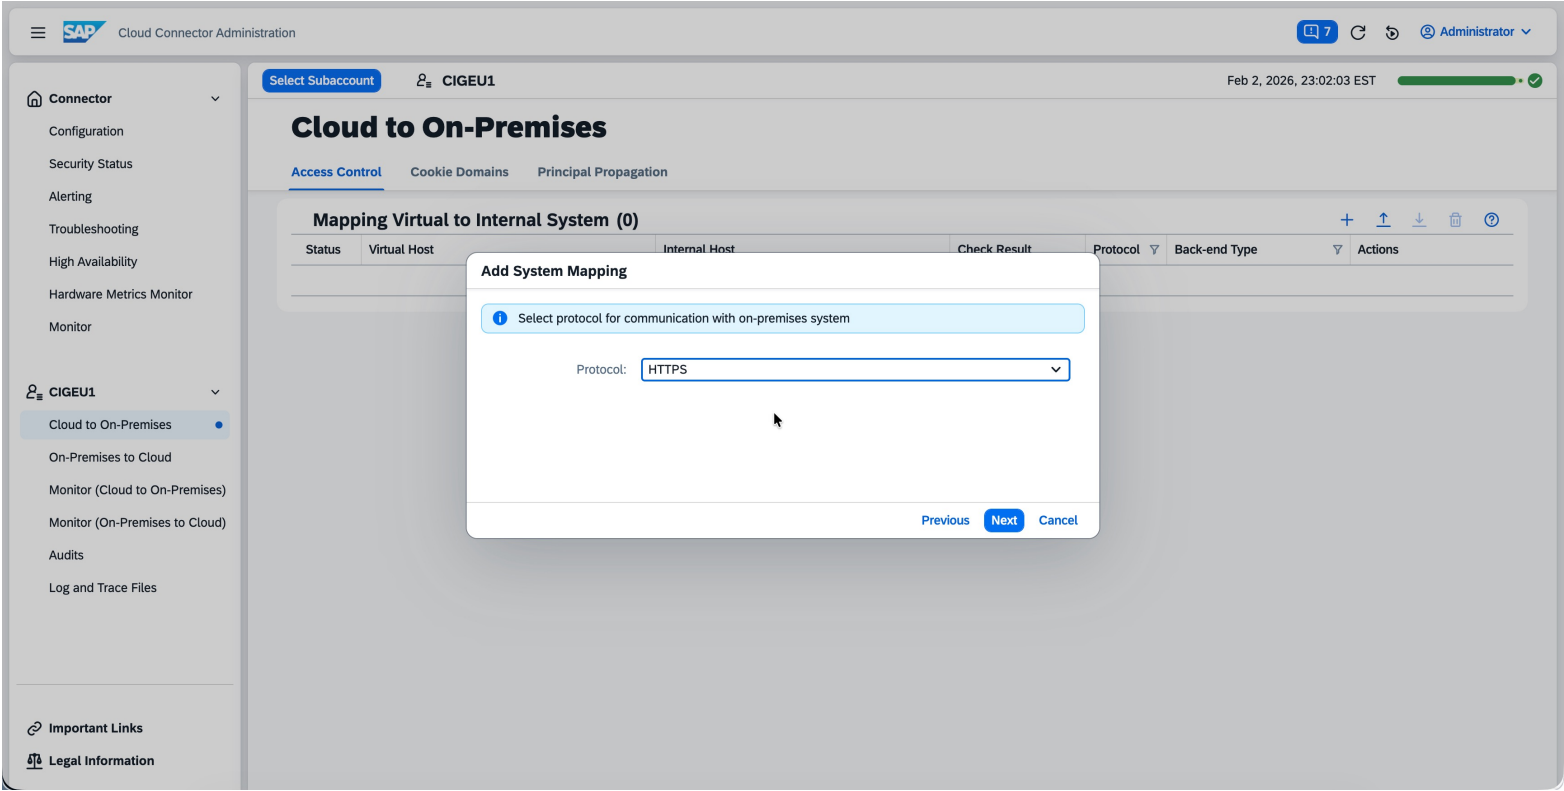 SAP Cloud Connector Administration 7 Administrator
Select Subaccount CIGEU1 Feb 2, 2026, 23:02:03 EST
Connector
Configuration
Security Status
Alerting
Troubleshooting
High Availability
Hardware Metrics Monitor
Monitor
CIGEU1
Cloud to On-Premises
On-Premises to Cloud
Monitor (Cloud to On-Premises)
Monitor (On-Premises to Cloud)
Audits
Log and Trace Files
Important Links
Legal Information
Cloud to On-Premises
Access Control Cookie Domains Principal Propagation
Mapping Virtual to Internal System (0)
Status Virtual Host Internal Host Check Result Protocol Back-end Type Actions
Add System Mapping
Select protocol for communication with on-premises system
Protocol: HTTPS
Previous Next Cancel